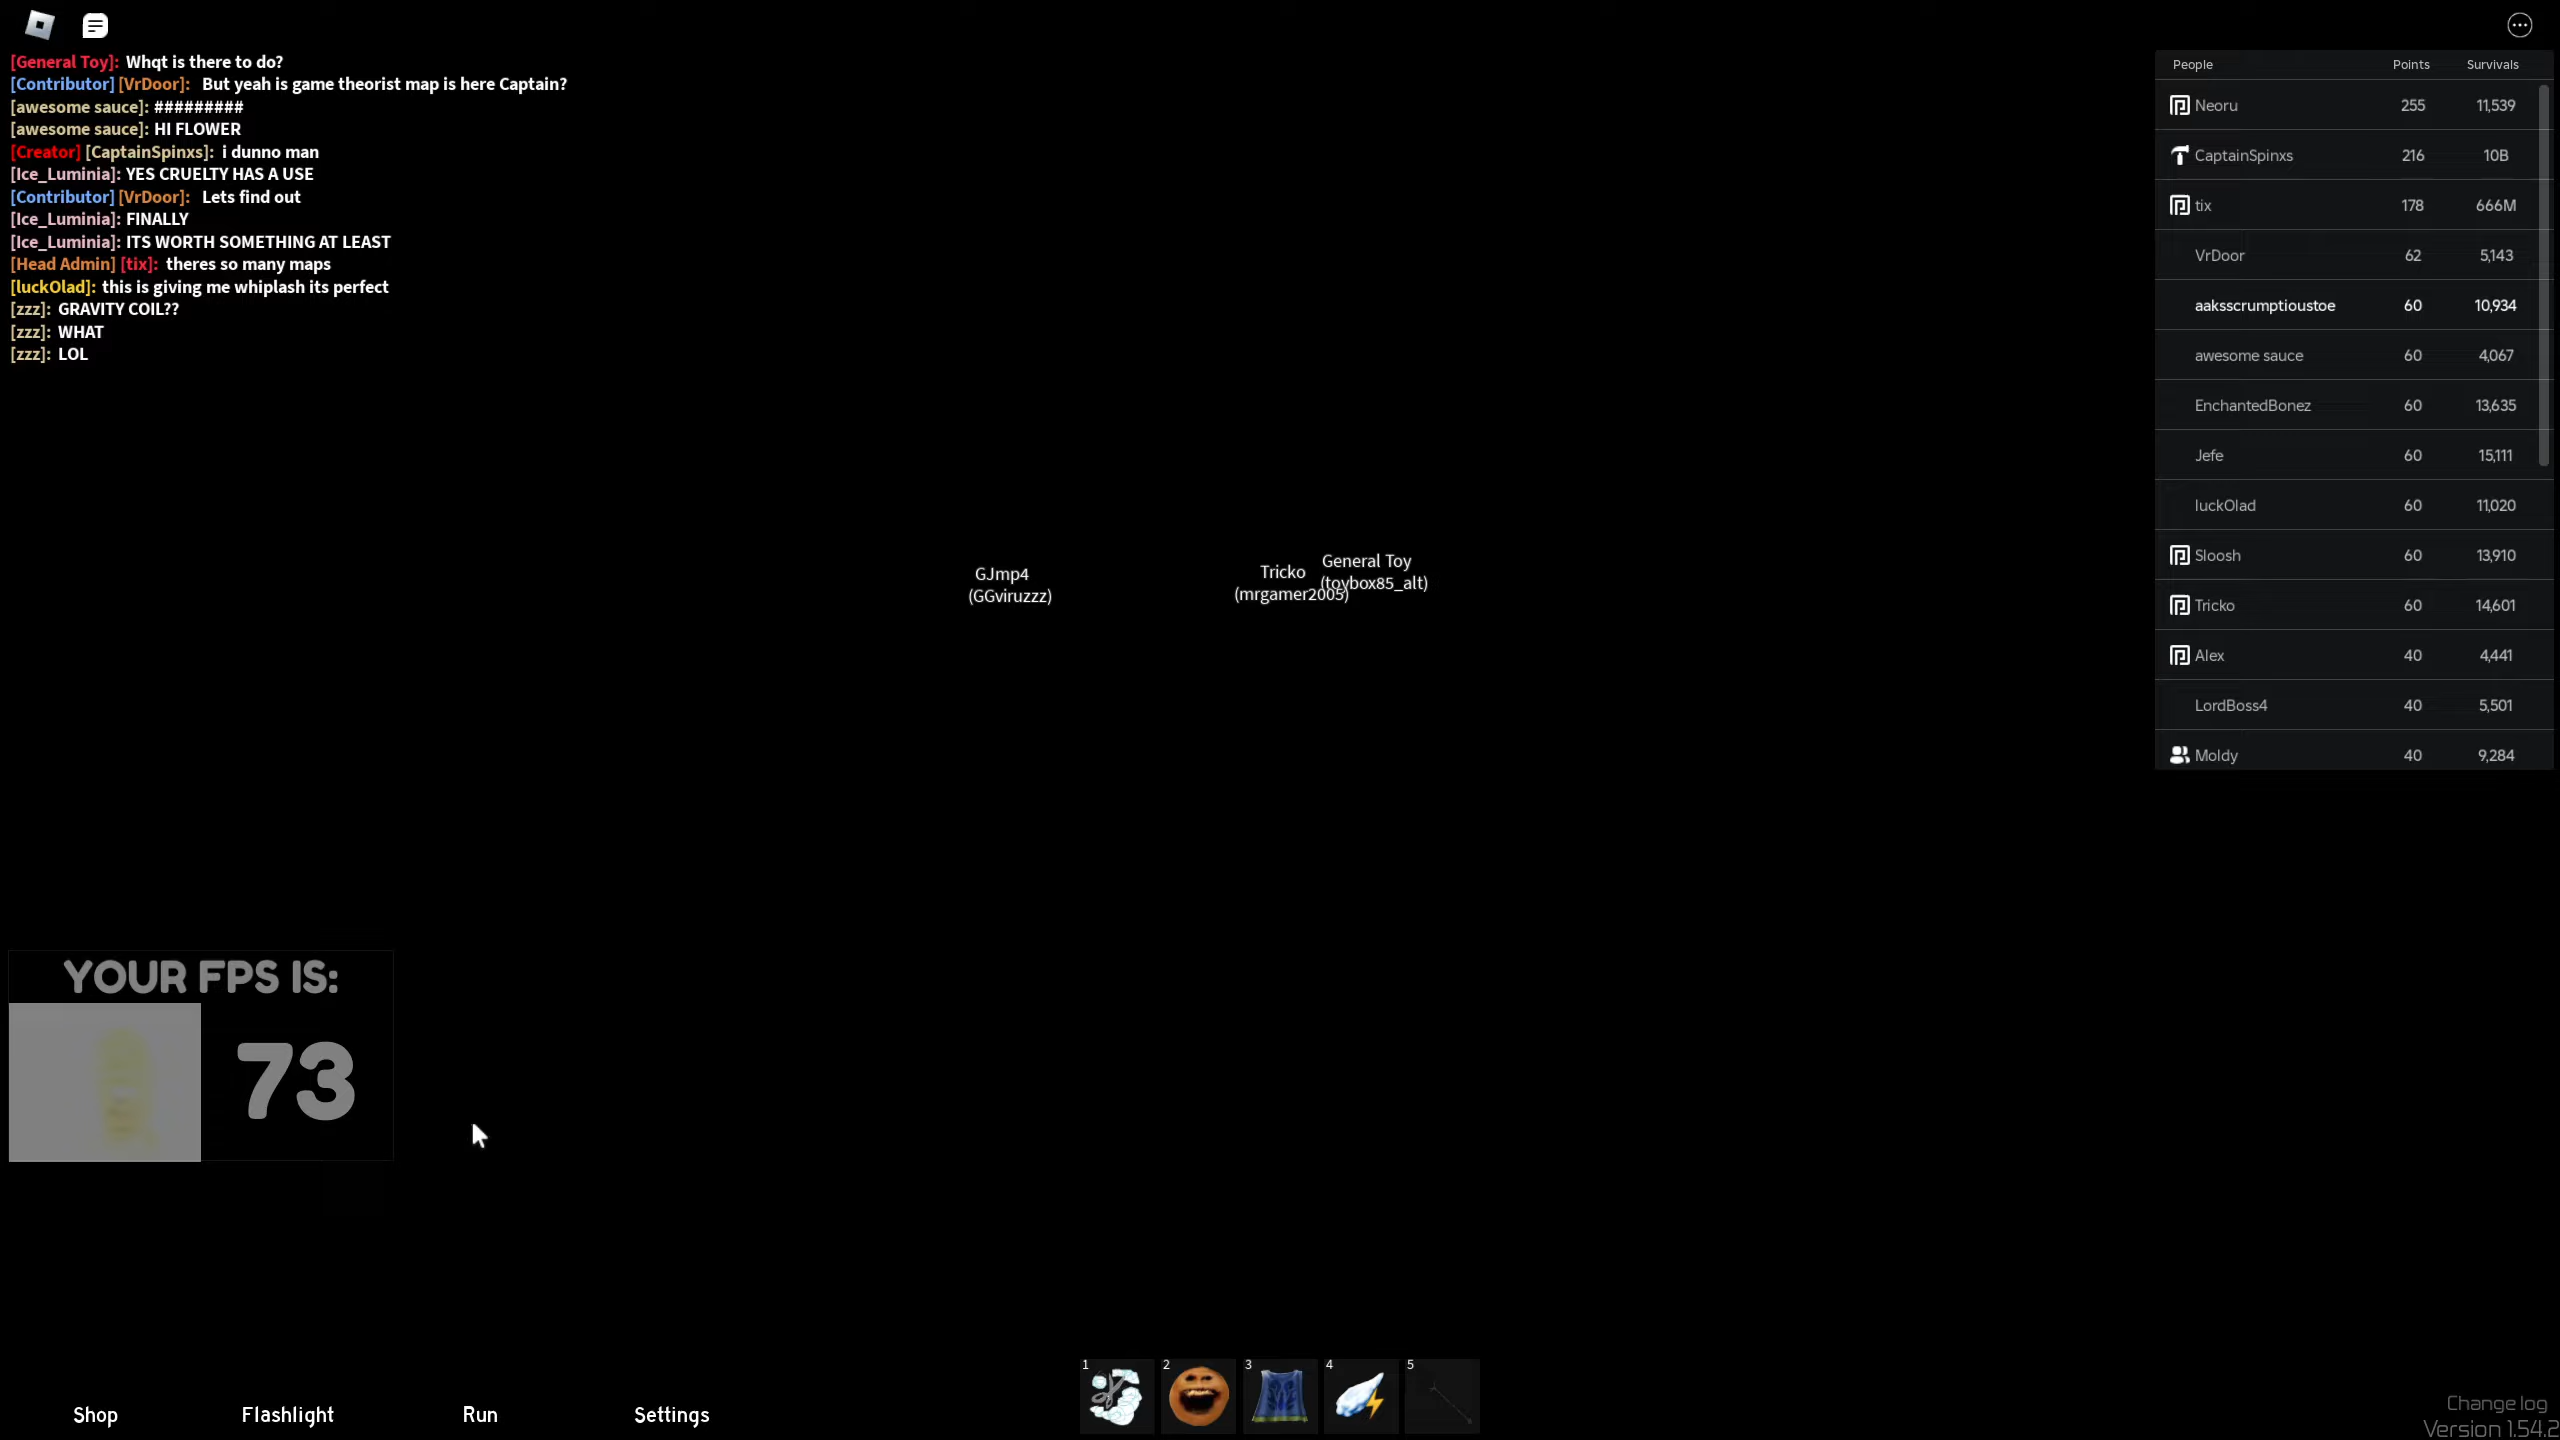 [General Toy]: Whqt is there to do?
[Contributor] [VrDoor]: But yeah is game theorist map is here Captain?
[awesome sauce]: #########
[awesome sauce]: HI FLOWER
[Creator] [CaptainSpinxs]: i dunno man
[Ice_Luminia]: YES CRUELTY HAS A USE
[Contributor] [VrDoor]: Lets find out
[Ice_Luminia]: FINALLY
[Ice_Luminia]: ITS WORTH SOMETHING AT LEAST
[Head Admin] [tix]: theres so many maps
[luckOlad]: this is giving me whiplash its perfect
[zzz]: GRAVITY COIL??
[zzz]: WHAT
[zzz]: LOL
People Points Survivals
Neoru 255 11,539
CaptainSpinxs 216 10B
tix 178 666M
VrDoor 62 5,143
aaksscrumptioustoe 60 10,934
awesome sauce 60 4,067
EnchantedBonez 60 13,635
Jefe 60 15,111
luckOlad 60 11,020
Sloosh 60 13,910
Tricko 60 14,601
Alex 40 4,441
LordBoss4 40 5,501
Moldy 40 9,284
GJmp4
(GGviruzzz)
Tricko
(mrgamer2005)
General Toy
(toybox85_alt)
YOUR FPS IS:
73
Shop Flashlight Run Settings
1 2 3 4 5
Change log
Version 1.54.2